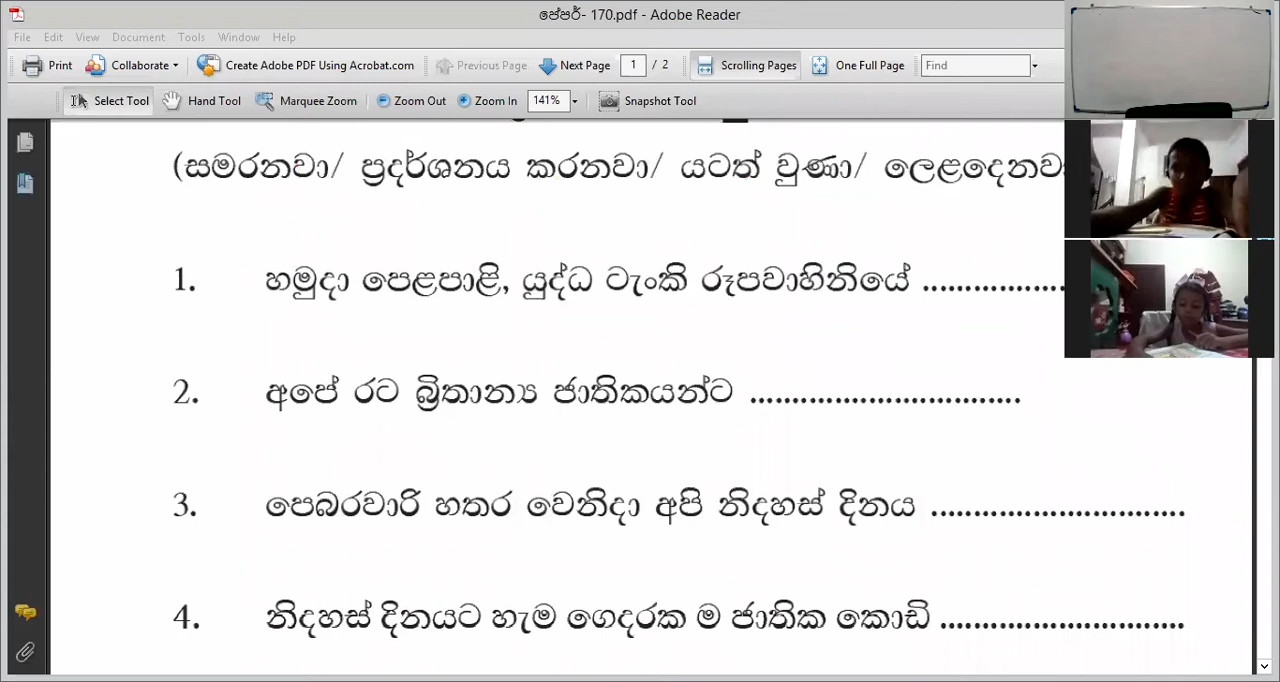 පේපර්- 170.pdf - Adobe Reader
File Edit View Document Tools Window Help
Print Collaborate Create Adobe PDF Using Acrobat.com Previous Page Next Page 1 / 2 Scrolling Pages One Full Page Find
Select Tool Hand Tool Marquee Zoom Zoom Out Zoom In 141% Snapshot Tool
(සමරනවා/ ප්‍රදර්ශනය කරනවා/ යටත් වුණා/ ලෙළදෙනව
1. හමුදා පෙළපාළි, යුද්ධ ටැංකි රූපවාහිනියේ .................
2. අපේ රට බ්‍රිතාන්‍ය ජාතිකයන්ට ................................
3. පෙබරවාරි හතර වෙනිදා අපි නිදහස් දිනය ..............................
4. නිදහස් දිනයට හැම ගෙදරක ම ජාතික කොඩි .............................